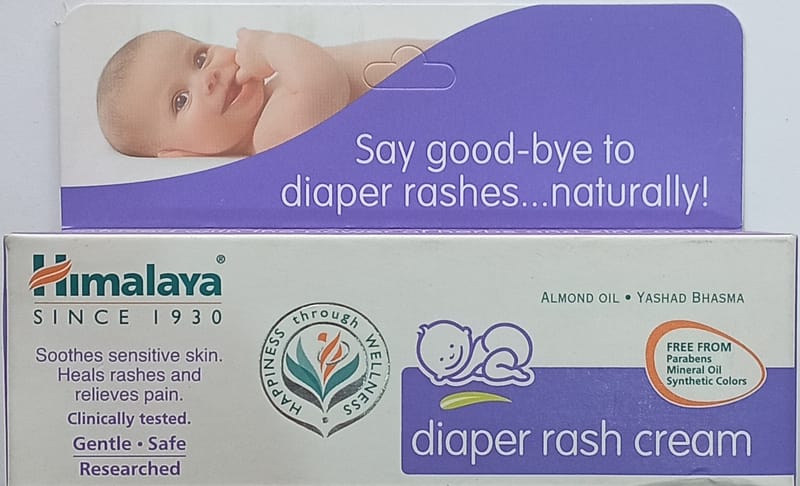 Say good-bye to
diaper rashes...naturally!
Himalaya®
SINCE 1930
Soothes sensitive skin.
Heals rashes and
relieves pain.
Clinically tested.
Gentle • Safe
Researched
HAPPINESS through WELLNESS
ALMOND OIL • YASHAD BHASMA
FREE FROM
Parabens
Mineral Oil
Synthetic Colors
diaper rash cream